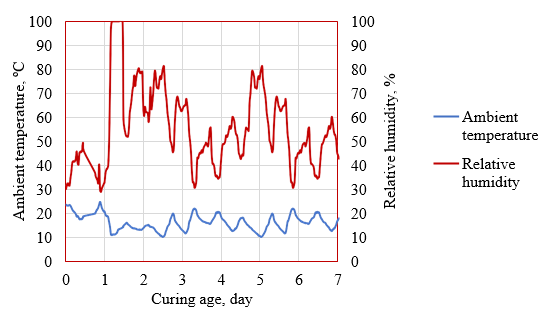 100 100
90 90
80 80
70 70
60 60
50 50
40 40
30 30
20 20
10 10
0 0
0 1 2 3 4 5 6 7
Ambient temperature, ℃
Relative humidity, %
Curing age, day
Ambient
temperature
Relative
humidity